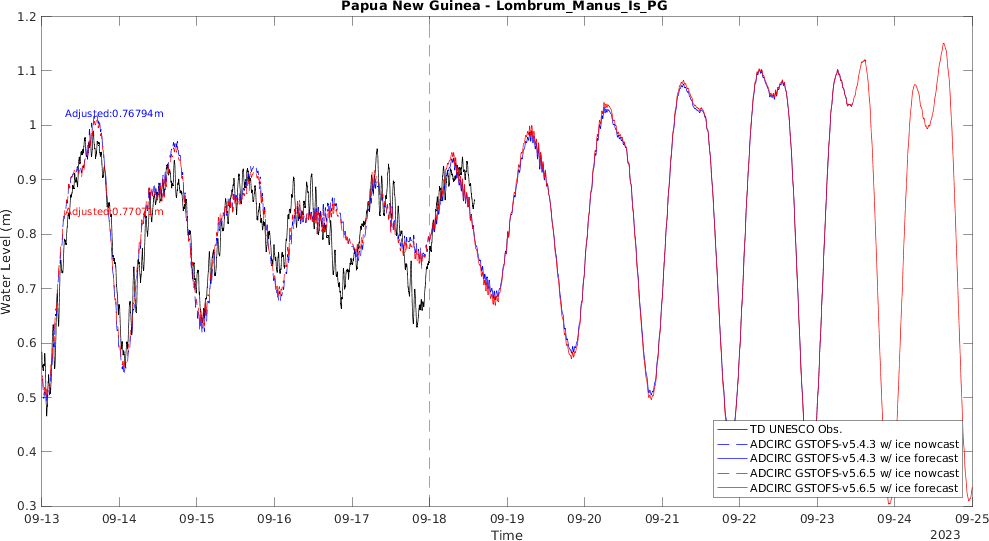 Papua New Guinea - Lombrum_Manus_Is_PG
Water Level (m)
1.2
1.1
1
0.9
0.8
0.7
0.6
0.5
0.4
0.3
Adjusted:0.76794m
TD UNESCO Obs.
ADCIRC GSTOFS-v5.4.3 w/ ice nowcast
ADCIRC GSTOFS-v5.4.3 w/ ice forecast
ADCIRC GSTOFS-v5.6.5 w/ ice nowcast
ADCIRC GSTOFS-v5.6.5 w/ ice forecast
09-13 09-14 09-15 09-16 09-17 09-18 09-19 09-20 09-21 09-22 09-23 09-24 09-25
Time
2023